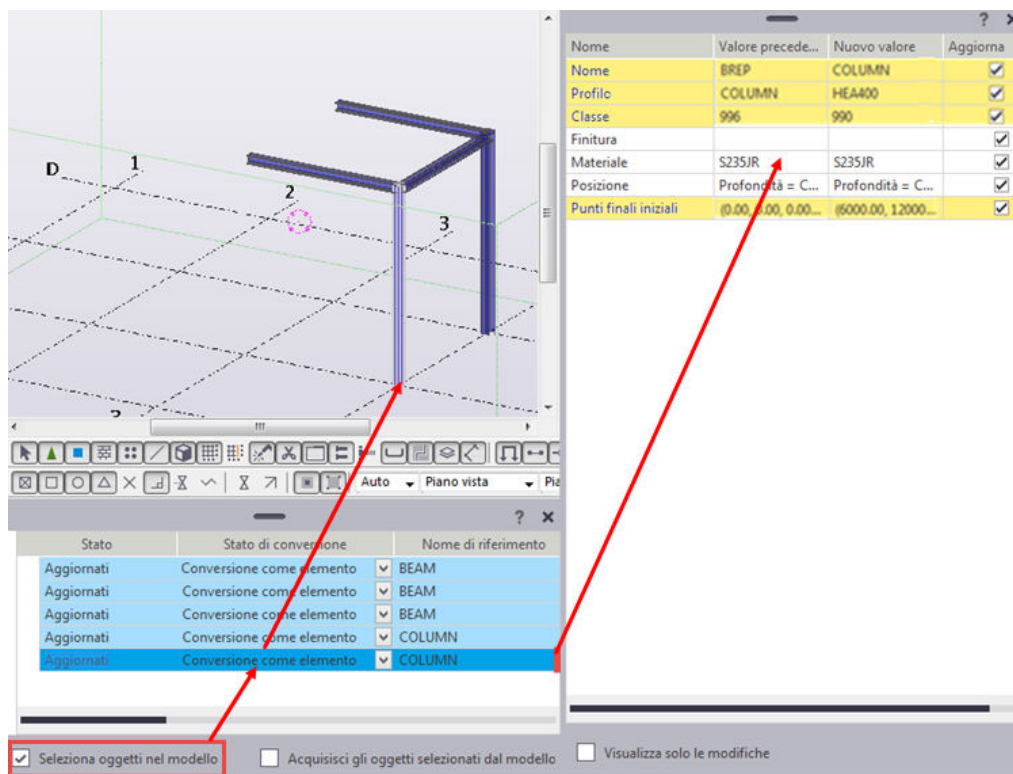 ? ×
Nome Valore precede... Nuovo valore Aggiorna
Nome BREP COLUMN
Profilo COLUMN HEA400
Classe 996 990
Finitura
Materiale S235JR S235JR
Posizione Profondità = C... Profondità = C...
Punti finali iniziali (0.00, 0.00, 0.00... (6000.00, 12000...
D 1
2
3
Auto Piano vista Pia
? ×
Stato Stato di conversione Nome di riferimento
Aggiornati Conversione come elemento BEAM
Aggiornati Conversione come elemento BEAM
Aggiornati Conversione come elemento BEAM
Aggiornati Conversione come elemento COLUMN
Aggiornati Conversione come elemento COLUMN
Seleziona oggetti nel modello Acquisisci gli oggetti selezionati dal modello Visualizza solo le modifiche